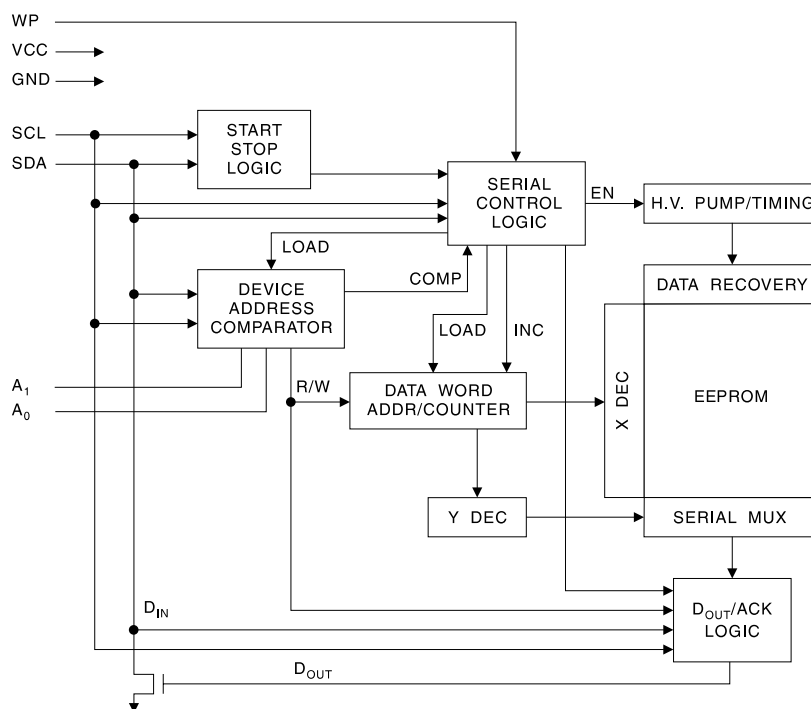 WP
VCC
GND
SCL
SDA
START
STOP
LOGIC
SERIAL
CONTROL
LOGIC
EN
H.V. PUMP/TIMING
LOAD
COMP
DEVICE
ADDRESS
COMPARATOR
LOAD
INC
DATA RECOVERY
A1
A0
R/W
DATA WORD
ADDR/COUNTER
X DEC
EEPROM
Y DEC
SERIAL MUX
DIN
DOUT/ACK
LOGIC
DOUT